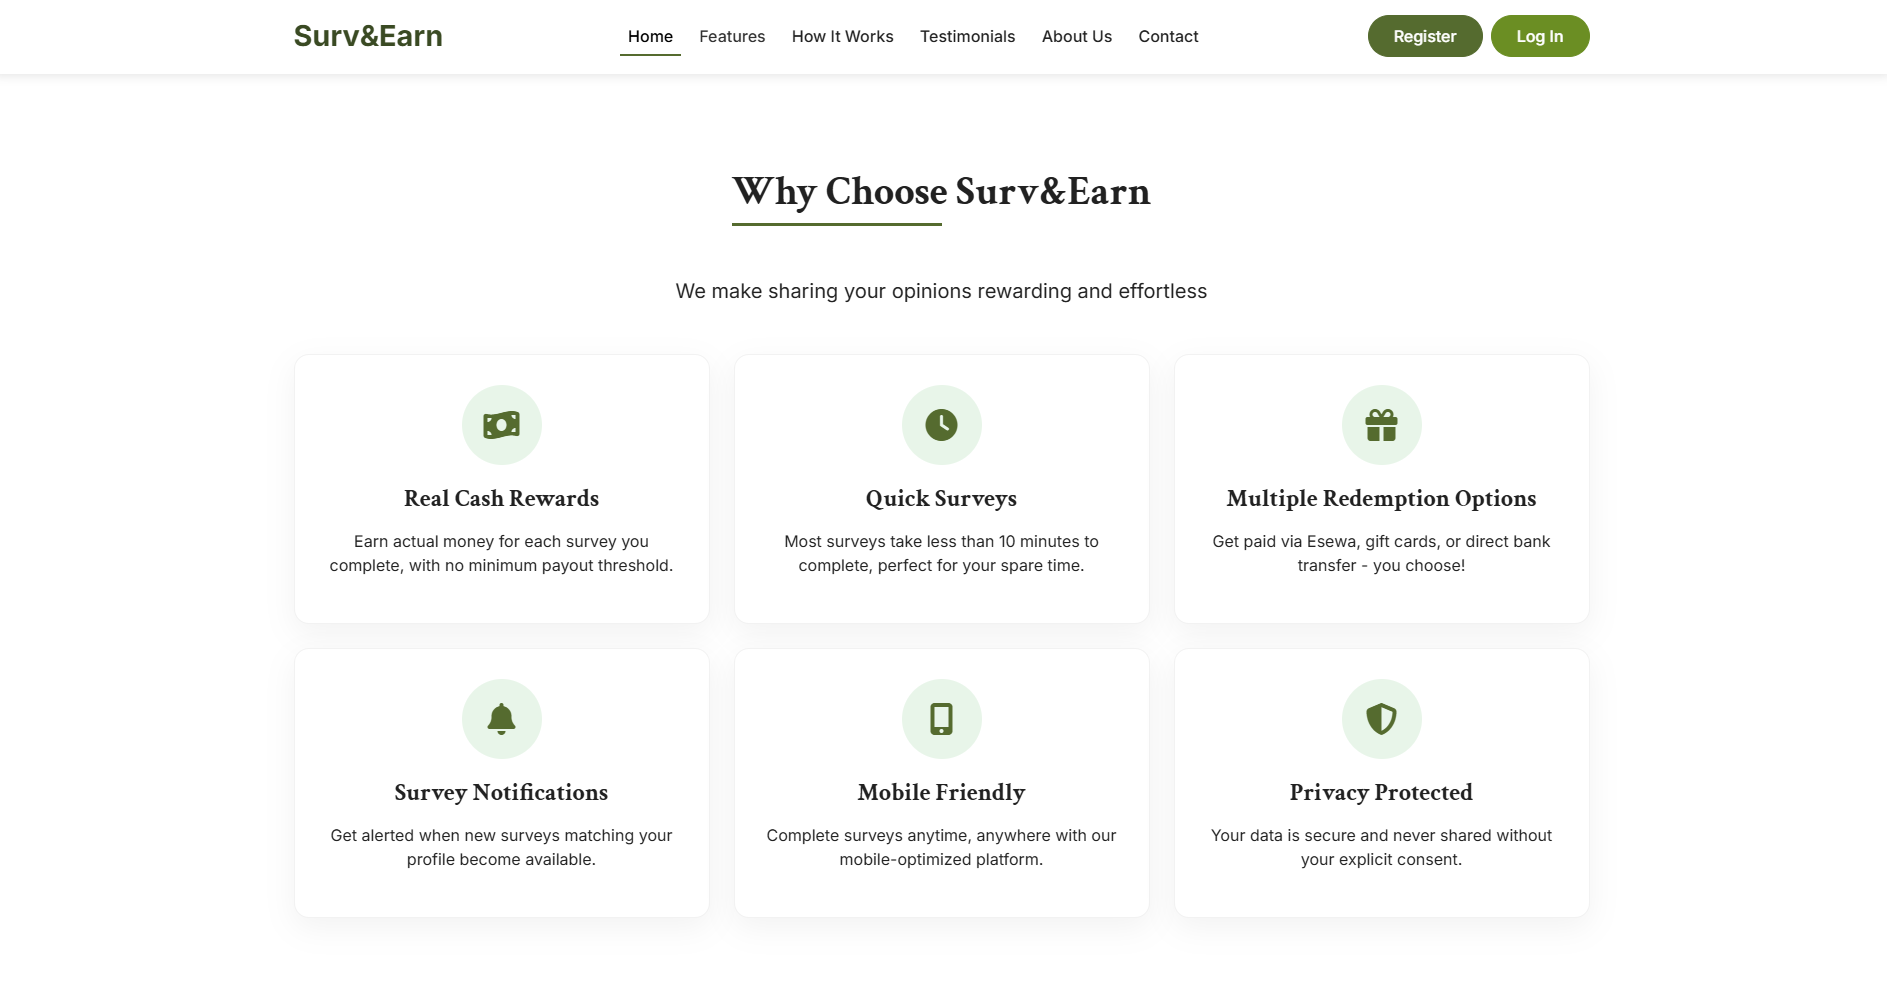 Surv&Earn
Home
Features
How It Works
Testimonials
About Us
Contact
Register
Log In
Why Choose Surv&Earn
We make sharing your opinions rewarding and effortless
Real Cash Rewards
Earn actual money for each survey you
complete, with no minimum payout threshold.
Quick Surveys
Most surveys take less than 10 minutes to
complete, perfect for your spare time.
Multiple Redemption Options
Get paid via Esewa, gift cards, or direct bank
transfer - you choose!
Survey Notifications
Get alerted when new surveys matching your
profile become available.
Mobile Friendly
Complete surveys anytime, anywhere with our
mobile-optimized platform.
Privacy Protected
Your data is secure and never shared without
your explicit consent.